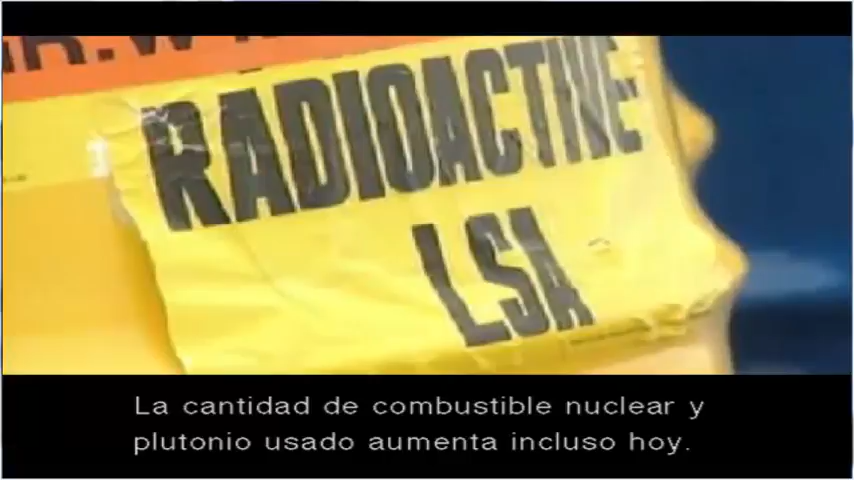 RADIOACTIVE
LSA
La cantidad de combustible nuclear y
plutonio usado aumenta incluso hoy.